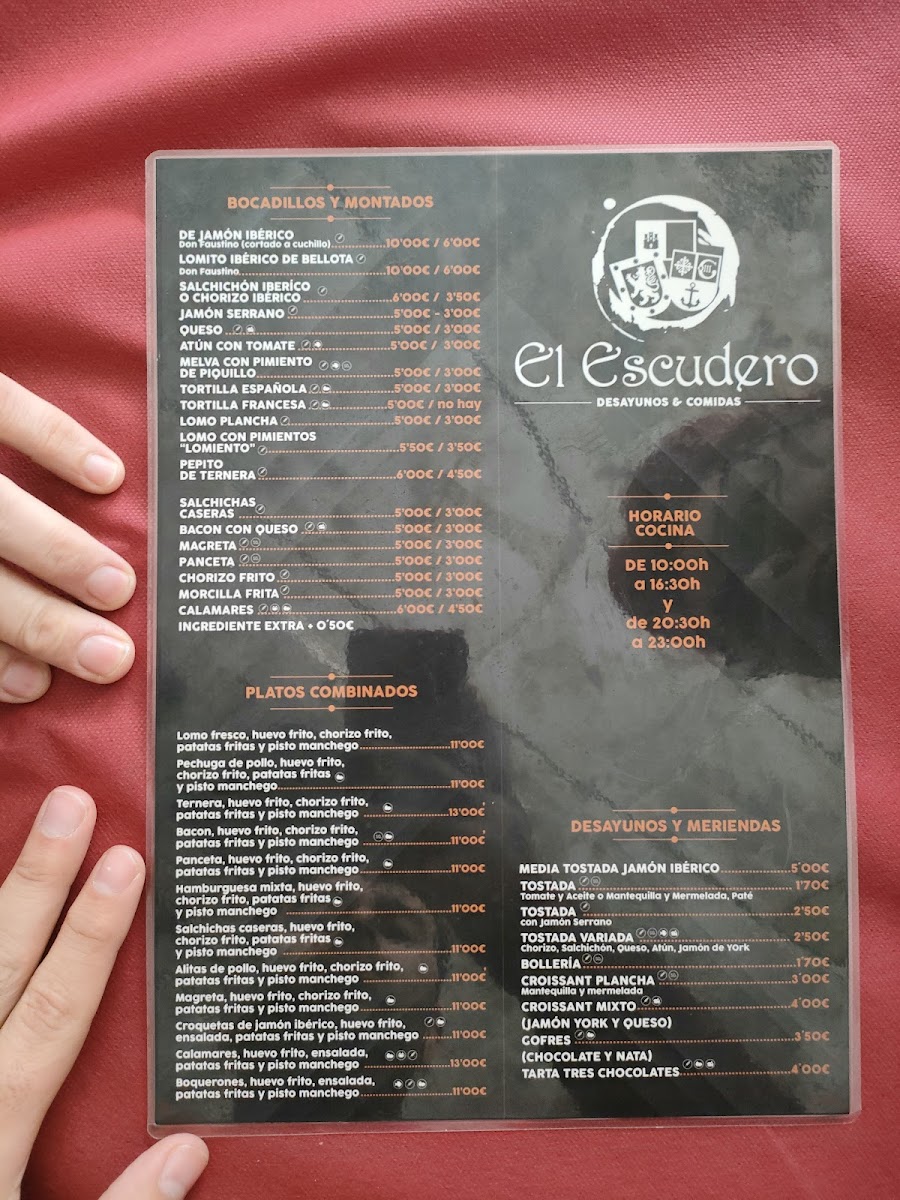 BOCADILLOS Y MONTADOS
DE JAMÓN IBÉRICO
Don Faustino (cortado a cuchillo)..........10'00€ / 6'00€
LOMITO IBÉRICO DE BELLOTA
Don Faustino..........10'00€ / 6'00€
SALCHICHÓN IBERÍCO
O CHORIZO IBÉRICO..........6'00€ / 3'50€
JAMÓN SERRANO..........5'00€ - 3'00€
QUESO..........5'00€ / 3'00€
ATÚN CON TOMATE..........5'00€ / 3'00€
MELVA CON PIMIENTO
DE PIQUILLO..........5'00€ / 3'00€
TORTILLA ESPAÑOLA..........5'00€ / 3'00€
TORTILLA FRANCESA..........5'00€ / no hay
LOMO PLANCHA..........5'00€ / 3'00€
LOMO CON PIMIENTOS
"LOMIENTO"..........5'50€ / 3'50€
PEPITO
DE TERNERA..........6'00€ / 4'50€
SALCHICHAS
CASERAS..........5'00€ / 3'00€
BACON CON QUESO..........5'00€ / 3'00€
MAGRETA..........5'00€ / 3'00€
PANCETA..........5'00€ / 3'00€
CHORIZO FRITO..........5'00€ / 3'00€
MORCILLA FRITA..........5'00€ / 3'00€
CALAMARES..........6'00€ / 4'50€
INGREDIENTE EXTRA + 0'50€
PLATOS COMBINADOS
Lomo fresco, huevo frito, chorizo frito,
patatas fritas y pisto manchego..........11'00€
Pechuga de pollo, huevo frito,
chorizo frito, patatas fritas
y pisto manchego..........11'00€
Ternera, huevo frito, chorizo frito,
patatas fritas y pisto manchego..........13'00€
Bacon, huevo frito, chorizo frito,
patatas fritas y pisto manchego..........11'00€
Panceta, huevo frito, chorizo frito,
patatas fritas y pisto manchego..........11'00€
Hamburguesa mixta, huevo frito,
chorizo frito, patatas fritas
y pisto manchego..........11'00€
Salchichas caseras, huevo frito,
chorizo frito, patatas fritas
y pisto manchego..........11'00€
Alitas de pollo, huevo frito, chorizo frito,
patatas fritas y pisto manchego..........11'00€
Magreta, huevo frito, chorizo frito,
patatas fritas y pisto manchego..........11'00€
Croquetas de jamón ibérico, huevo frito,
ensalada, patatas fritas y pisto manchego..........11'00€
Calamares, huevo frito, ensalada,
patatas fritas y pisto manchego..........13'00€
Boquerones, huevo frito, ensalada,
patatas fritas y pisto manchego..........11'00€
El Escudero
DESAYUNOS & COMIDAS
HORARIO
COCINA
DE 10:00h
a 16:30h
y
de 20:30h
a 23:00h
DESAYUNOS Y MERIENDAS
MEDIA TOSTADA JAMÓN IBÉRICO..........5'00€
TOSTADA..........1'70€
Tomate y Aceite o Mantequilla y Mermelada, Paté
TOSTADA..........2'50€
con Jamón Serrano
TOSTADA VARIADA..........2'50€
Chorizo, Salchichón, Queso, Atún, Jamón de YORK
BOLLERÍA..........1'70€
CROISSANT PLANCHA..........3'00€
Mantequilla y mermelada
CROISSANT MIXTO..........4'00€
(JAMÓN YORK Y QUESO)
GOFRES..........3'50€
(CHOCOLATE Y NATA)
TARTA TRES CHOCOLATES..........4'00€